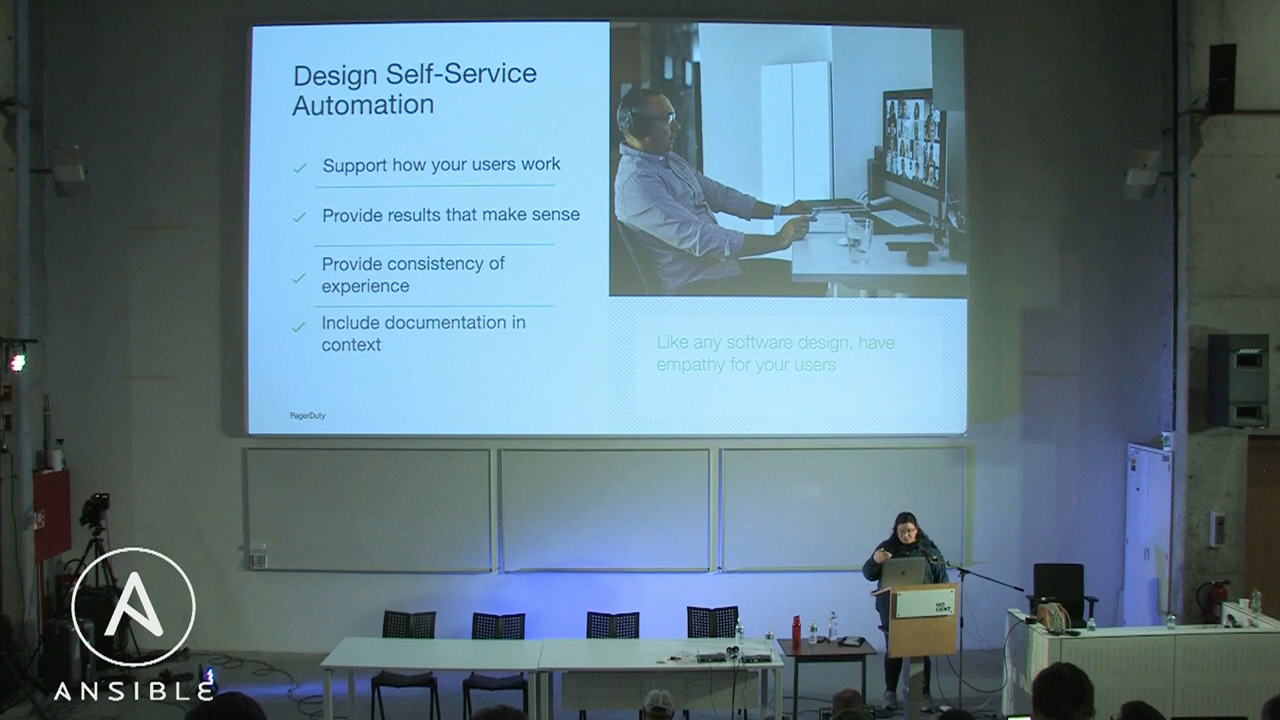 Design Self-Service
Automation
Support how your users work
Provide results that make sense
Provide consistency of
experience
Include documentation in
context
PagerDuty
Like any software design, have
empathy for your users
ANSIBLE